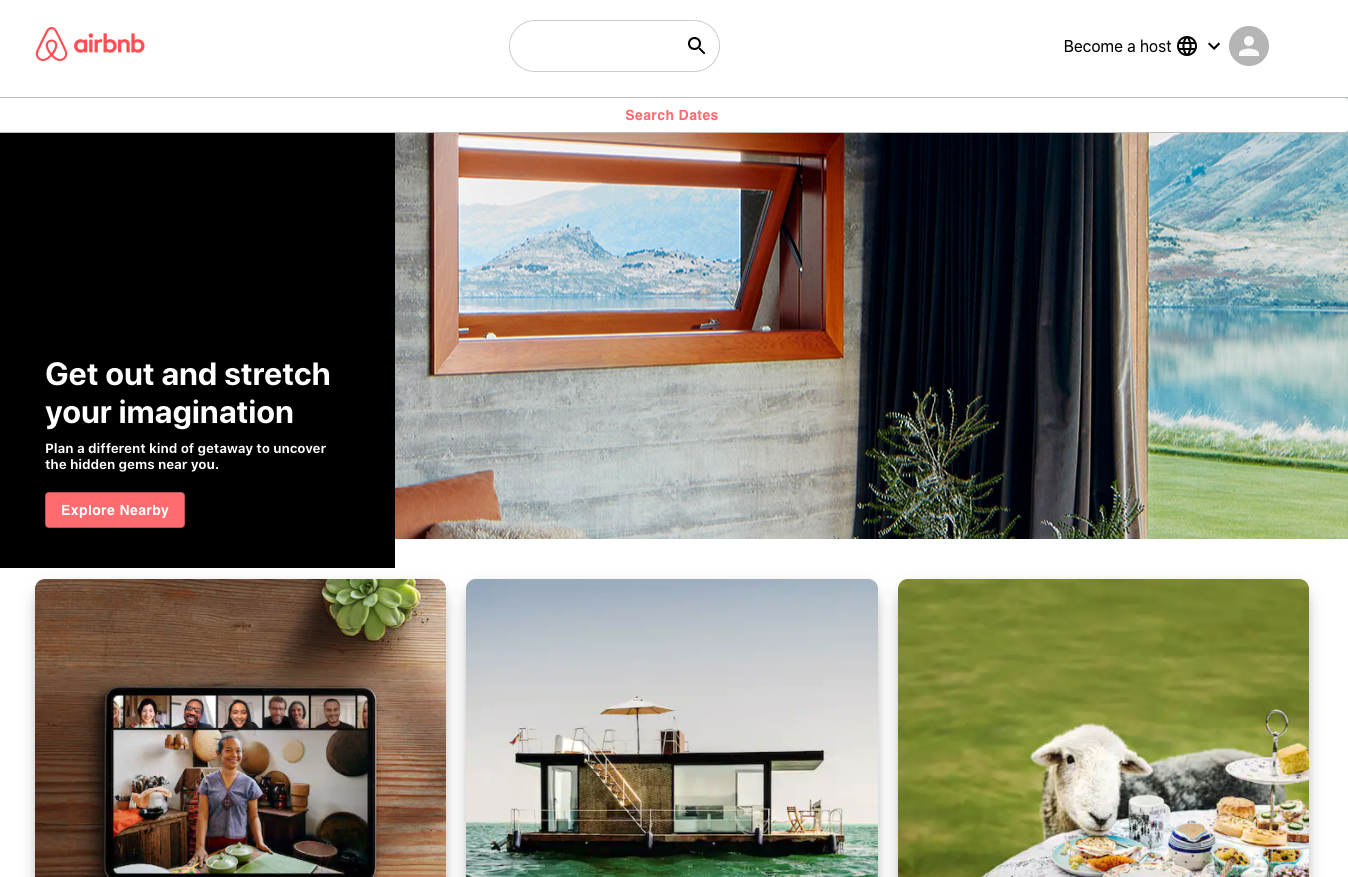 airbnb
Become a host
Search Dates
Get out and stretch
your imagination
Plan a different kind of getaway to uncover
the hidden gems near you.
Explore Nearby